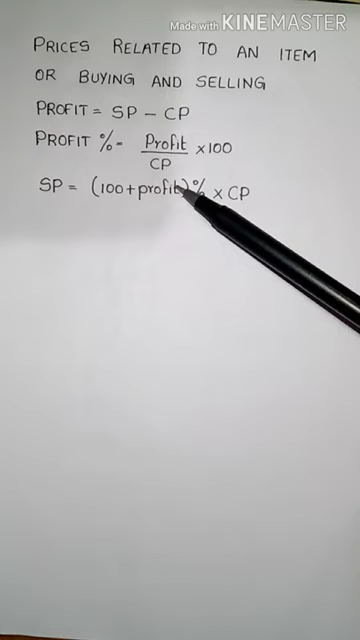 Made with KINEMASTER
PRICES RELATED TO AN ITEM
OR BUYING AND SELLING
PROFIT = SP - CP
PROFIT % = Profit / CP × 100
SP = (100 + profit)% × CP